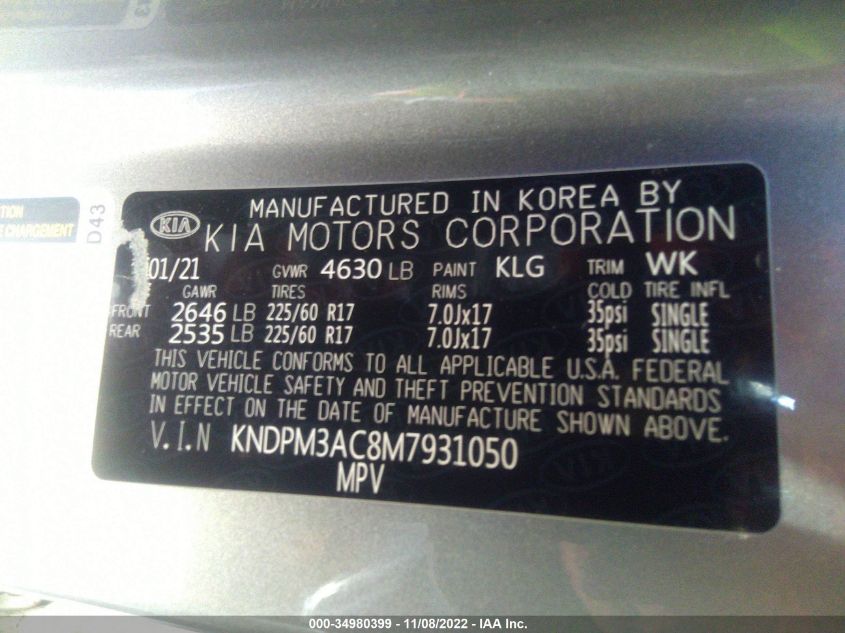 TION
E CHARGEMENT
D43
MANUFACTURED IN KOREA BY
KIA KIA MOTORS CORPORATION
01/21 GVWR 4630 LB PAINT KLG TRIM WK
GAWR TIRES RIMS COLD TIRE INFL
FRONT 2646 LB 225/60 R17 7.0Jx17 35psi SINGLE
REAR 2535 LB 225/60 R17 7.0Jx17 35psi SINGLE
THIS VEHICLE CONFORMS TO ALL APPLICABLE U.S.A. FEDERAL
MOTOR VEHICLE SAFETY AND THEFT PREVENTION STANDARDS
IN EFFECT ON THE DATE OF MANUFACTURE SHOWN ABOVE.
V.I.N KNDPM3AC8M7931050
MPV
000-34980399 - 11/08/2022 - IAA Inc.